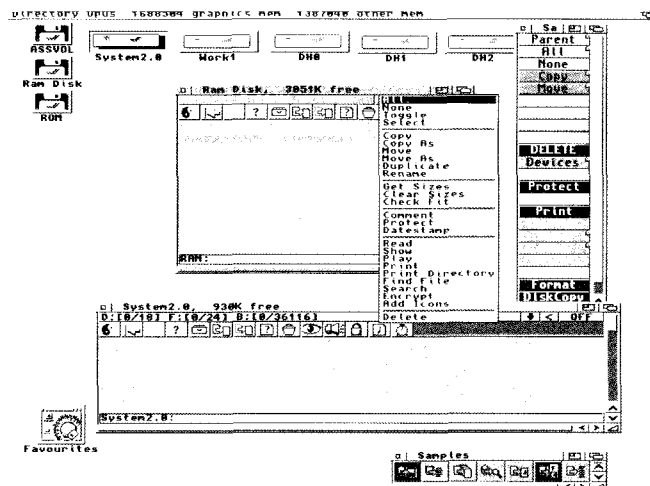 Directory Opus 1688504 graphics mem 1387040 other mem
ASSVOL
Ram Disk
ROM
System2.0
Work1
DH0
DH1
DH2
Sa
Parent
All
None
Copy
Move
DELETE
Devices
Protect
Print
Format
DiskCopy
Ram Disk, 3051K free
RAM:
All
None
Toggle
Select
Copy
Copy As
Move
Move As
Duplicate
Rename
Get Sizes
Clear Sizes
Check Fit
Comment
Protect
Datestamp
Read
Show
Play
Print
Print Directory
Find File
Search
Encrypt
Add Icons
Delete
System2.0, 930K free
D:[0/18] F:[0/24] B:[0/36116]
< OFF
System2.0:
Favourites
Samples